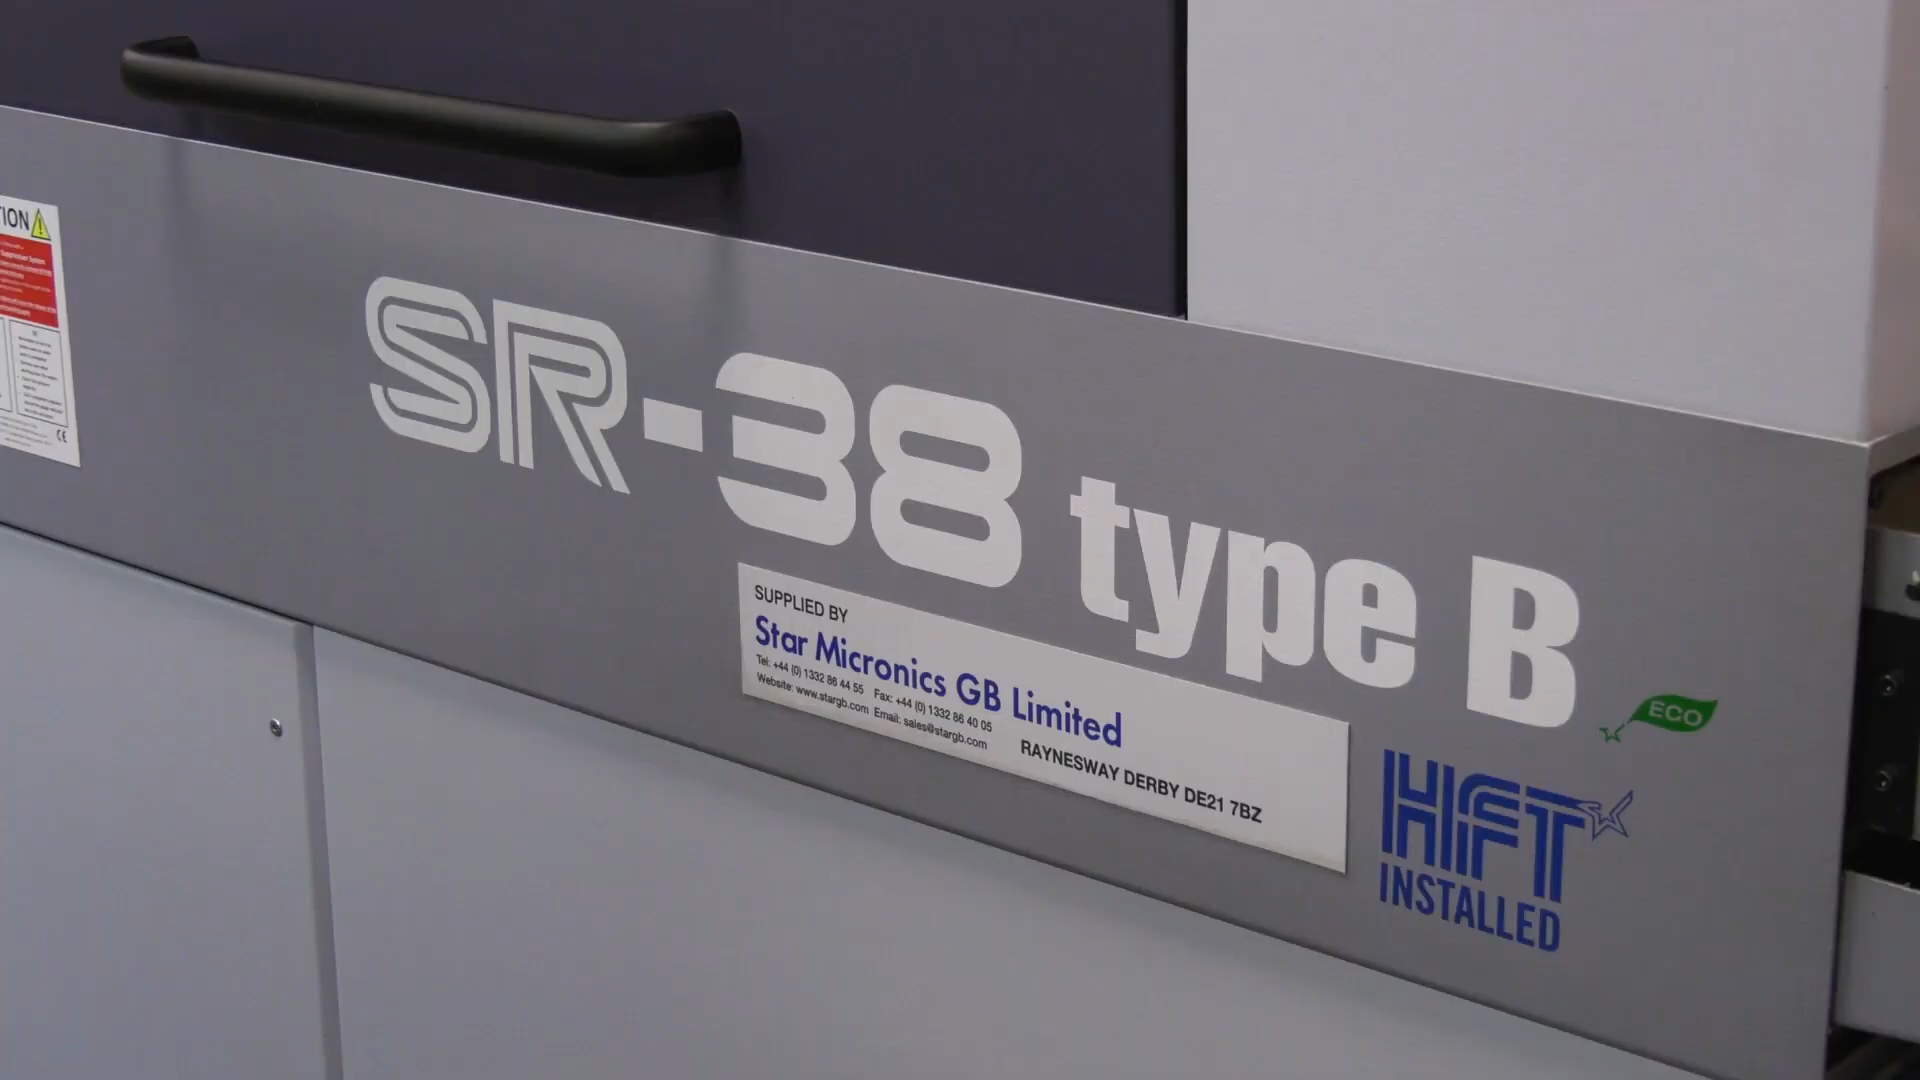 SR-38 type B
ECO
SUPPLIED BY
Star Micronics GB Limited
Tel: +44 (0) 1332 86 44 55 Fax: +44 (0) 1332 86 40 05
Website: www.stargb.com Email: sales@stargb.com
RAYNESWAY DERBY DE21 7BZ
HFT
INSTALLED
CE